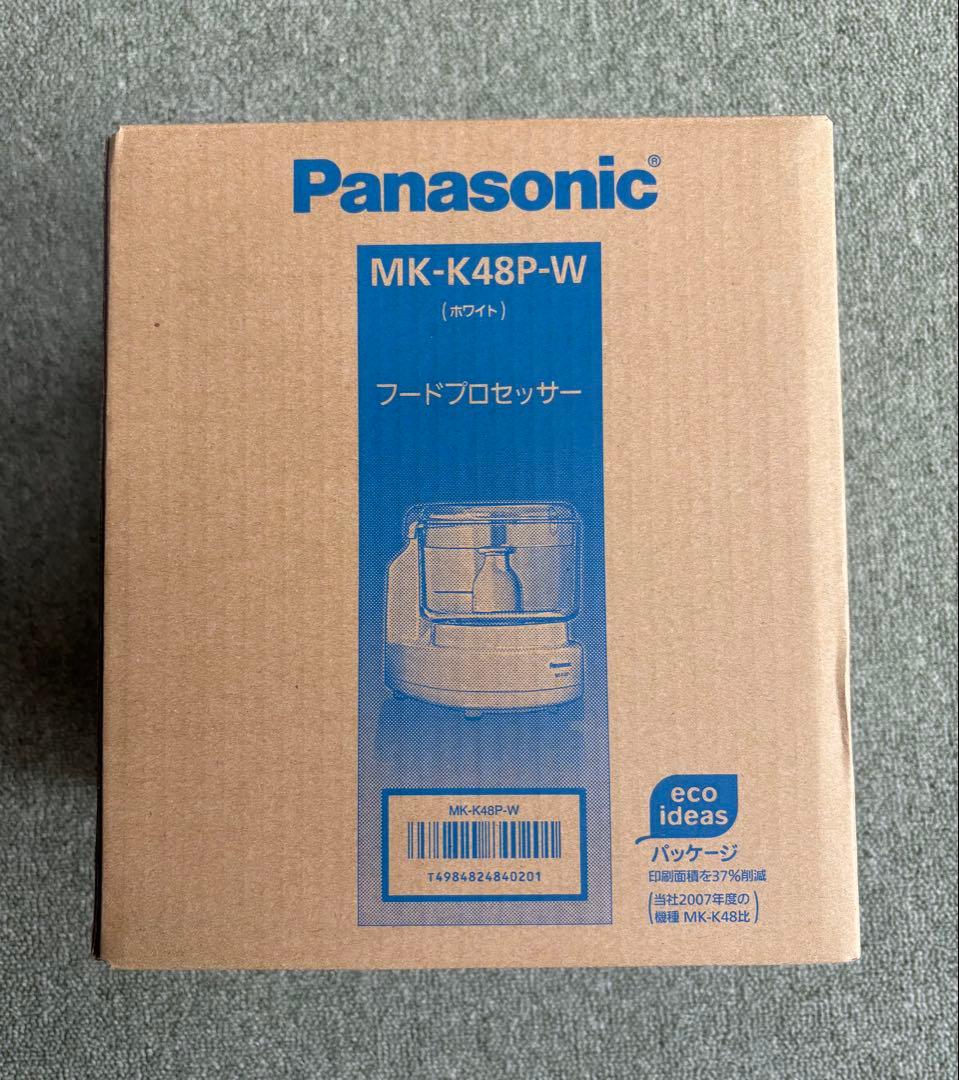 Panasonic®
MK-K48P-W
(ホワイト)
フードプロセッサー
Panasonic
MK-K48P-W
T4984824840201
eco
ideas
パッケージ
印刷面積を37%削減
(当社2007年度の
機種 MK-K48比)